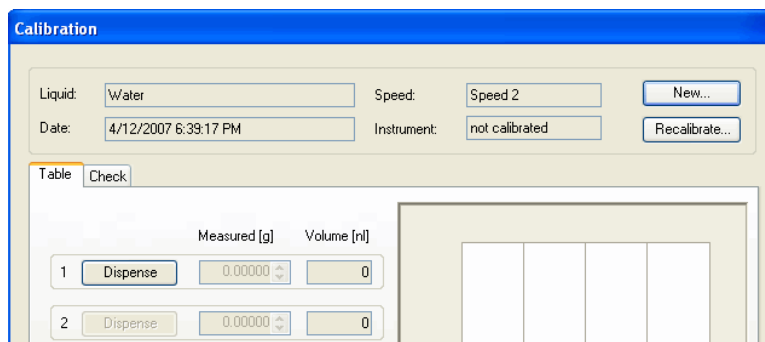 Calibration
Liquid: Water Speed: Speed 2 New...
Date: 4/12/2007 6:39:17 PM Instrument: not calibrated Recalibrate...
Table Check
Measured [g] Volume [nl]
1 Dispense 0.00000 0
2 Dispense 0.00000 0